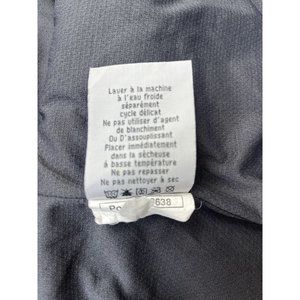 Laver à la machine
à l'eau froide
séparément
cycle délicat
Ne pas utiliser d'agent
de blanchiment
Ou D'assouplissant
Placer immédiatement
dans la sécheuse
à basse température
Ne pas repasser
Ne pas nettoyer à sec
638